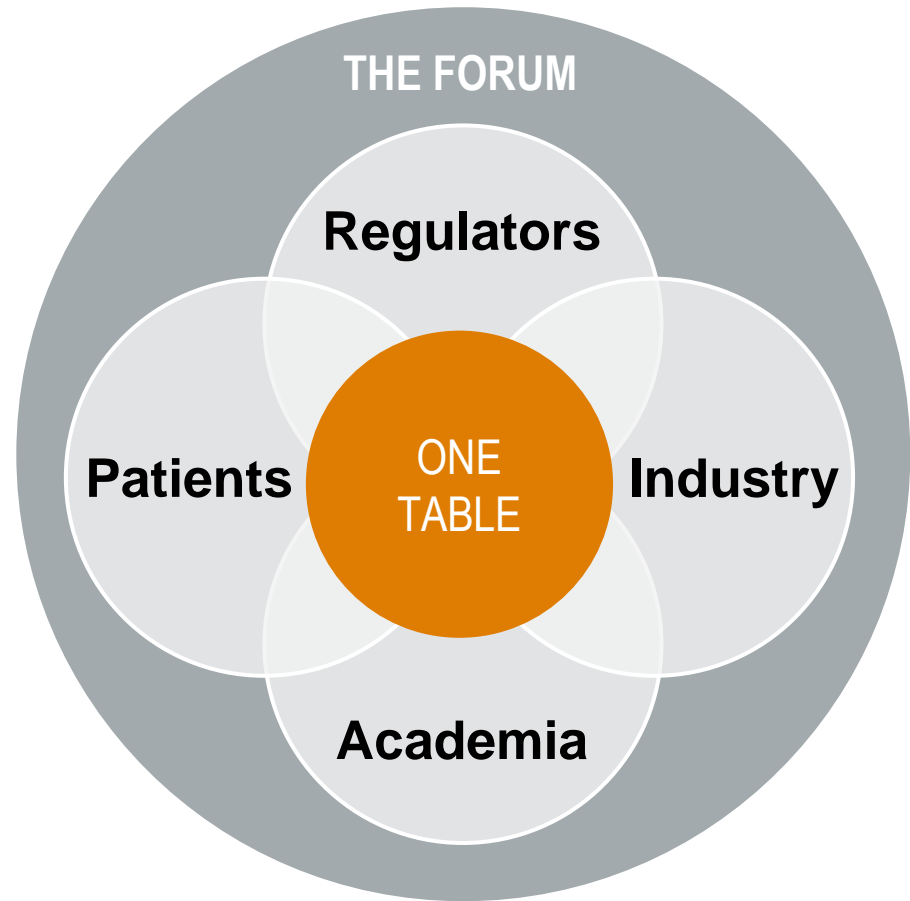 THE FORUM
Regulators
Patients
ONE
TABLE
Industry
Academia